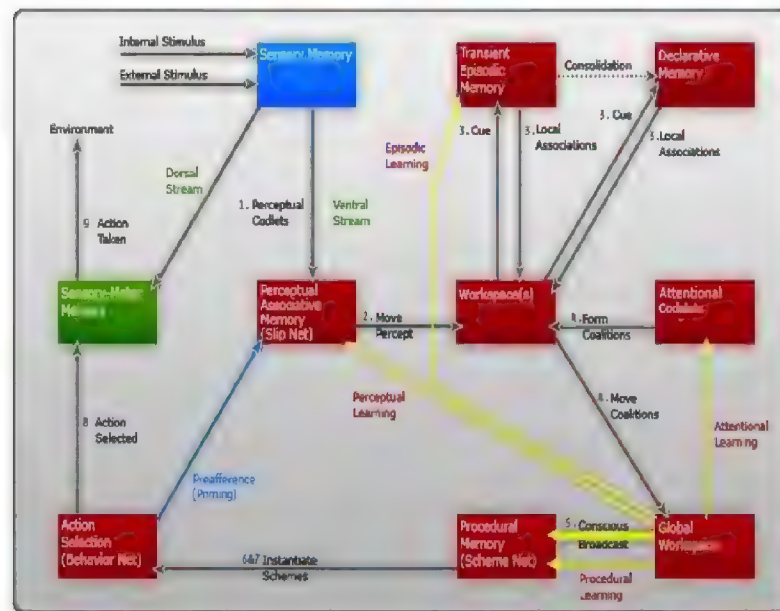 Internal Stimulus
External Stimulus
Sensory Memory
Transient
Episodic
Memory
Consolidation
Declarative
Memory
Environment
3. Cue
3. Local
Associations
3. Cue
3. Local
Associations
Episodic
Learning
Dorsal
Stream
1. Perceptual
Codlets
Ventral
Stream
9 Action
Taken
Sensory-Motor
Perceptual
Associative
Memory
(Slip Net)
2. Move
Percept
Workspace(s)
4. Form
Coalitions
Attentional
Codelets
Perceptual
Learning
4. Move
Coalitions
Attentional
Learning
8 Action
Selected
Preafference
(Priming)
Action
Selection
(Behavior Net)
6&7 Instantiate
Schemes
Procedural
Memory
(Scheme Net)
5. Conscious
Broadcast
Procedural
Learning
Global
Workspace